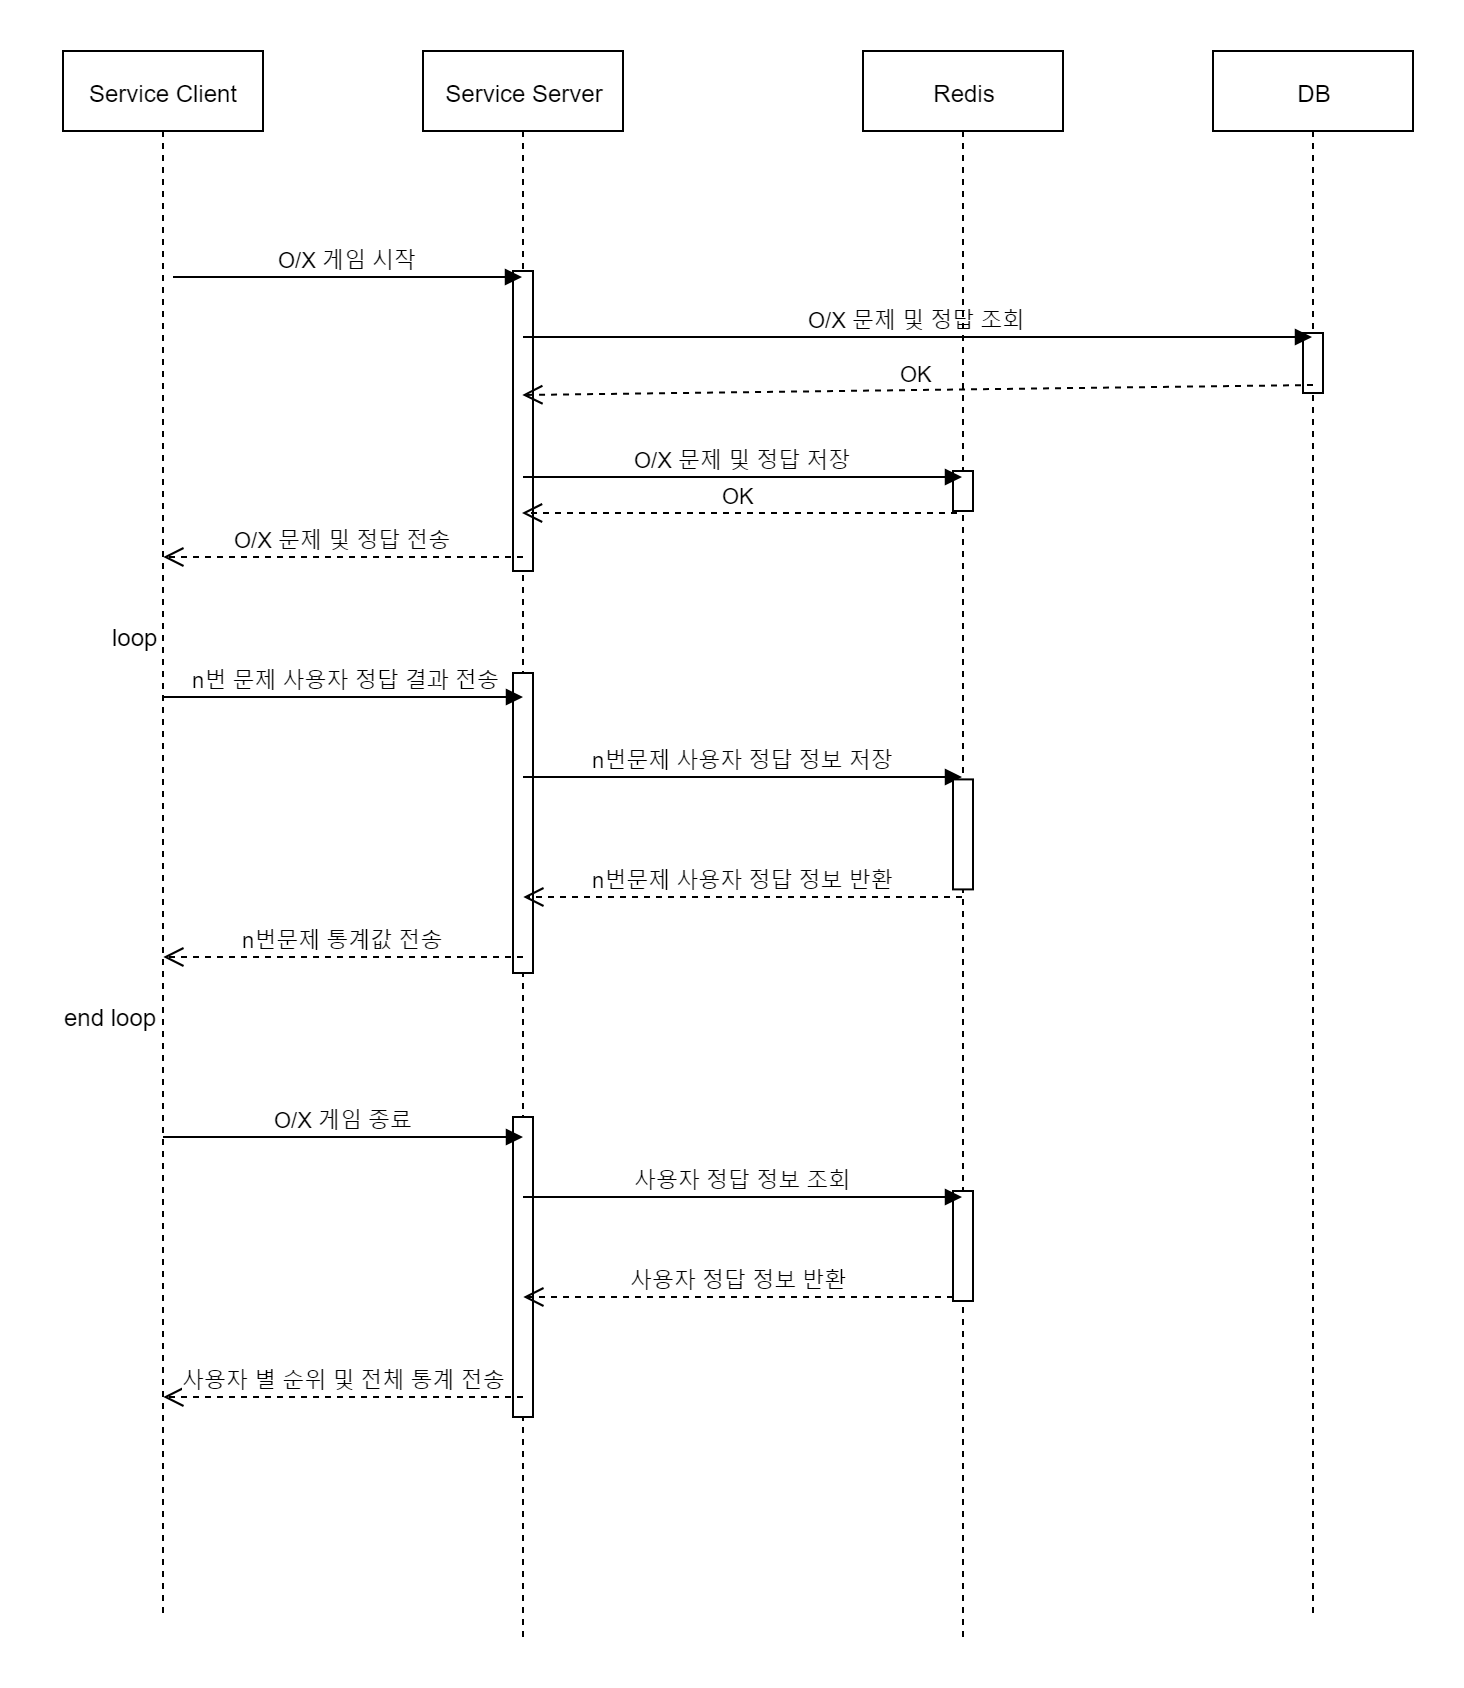 Service Client
Service Server
Redis
DB
O/X 게임 시작
O/X 문제 및 정답 조회
OK
O/X 문제 및 정답 저장
OK
O/X 문제 및 정답 전송
loop
n번 문제 사용자 정답 결과 전송
n번문제 사용자 정답 정보 저장
n번문제 사용자 정답 정보 반환
n번문제 통계값 전송
end loop
O/X 게임 종료
사용자 정답 정보 조회
사용자 정답 정보 반환
사용자 별 순위 및 전체 통계 전송